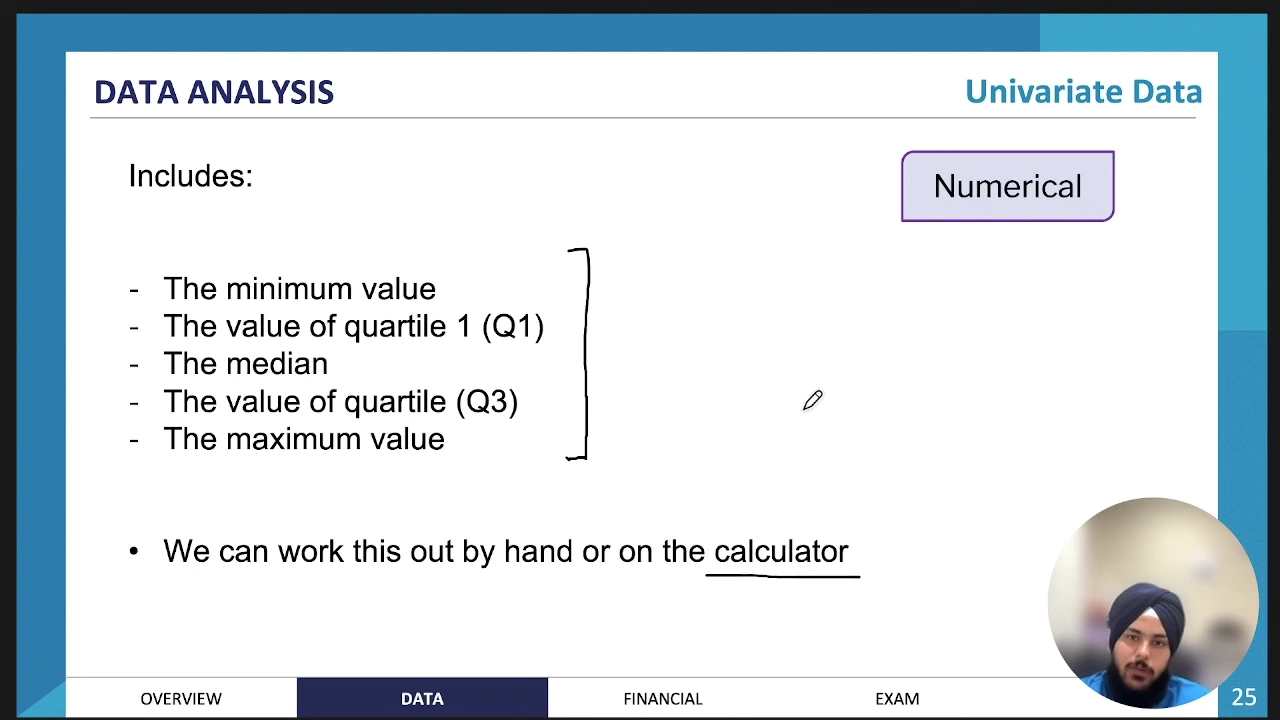 DATA ANALYSIS
Univariate Data
Includes:
Numerical
- The minimum value
- The value of quartile 1 (Q1)
- The median
- The value of quartile (Q3)
- The maximum value
• We can work this out by hand or on the calculator
OVERVIEW
DATA
FINANCIAL
EXAM
25